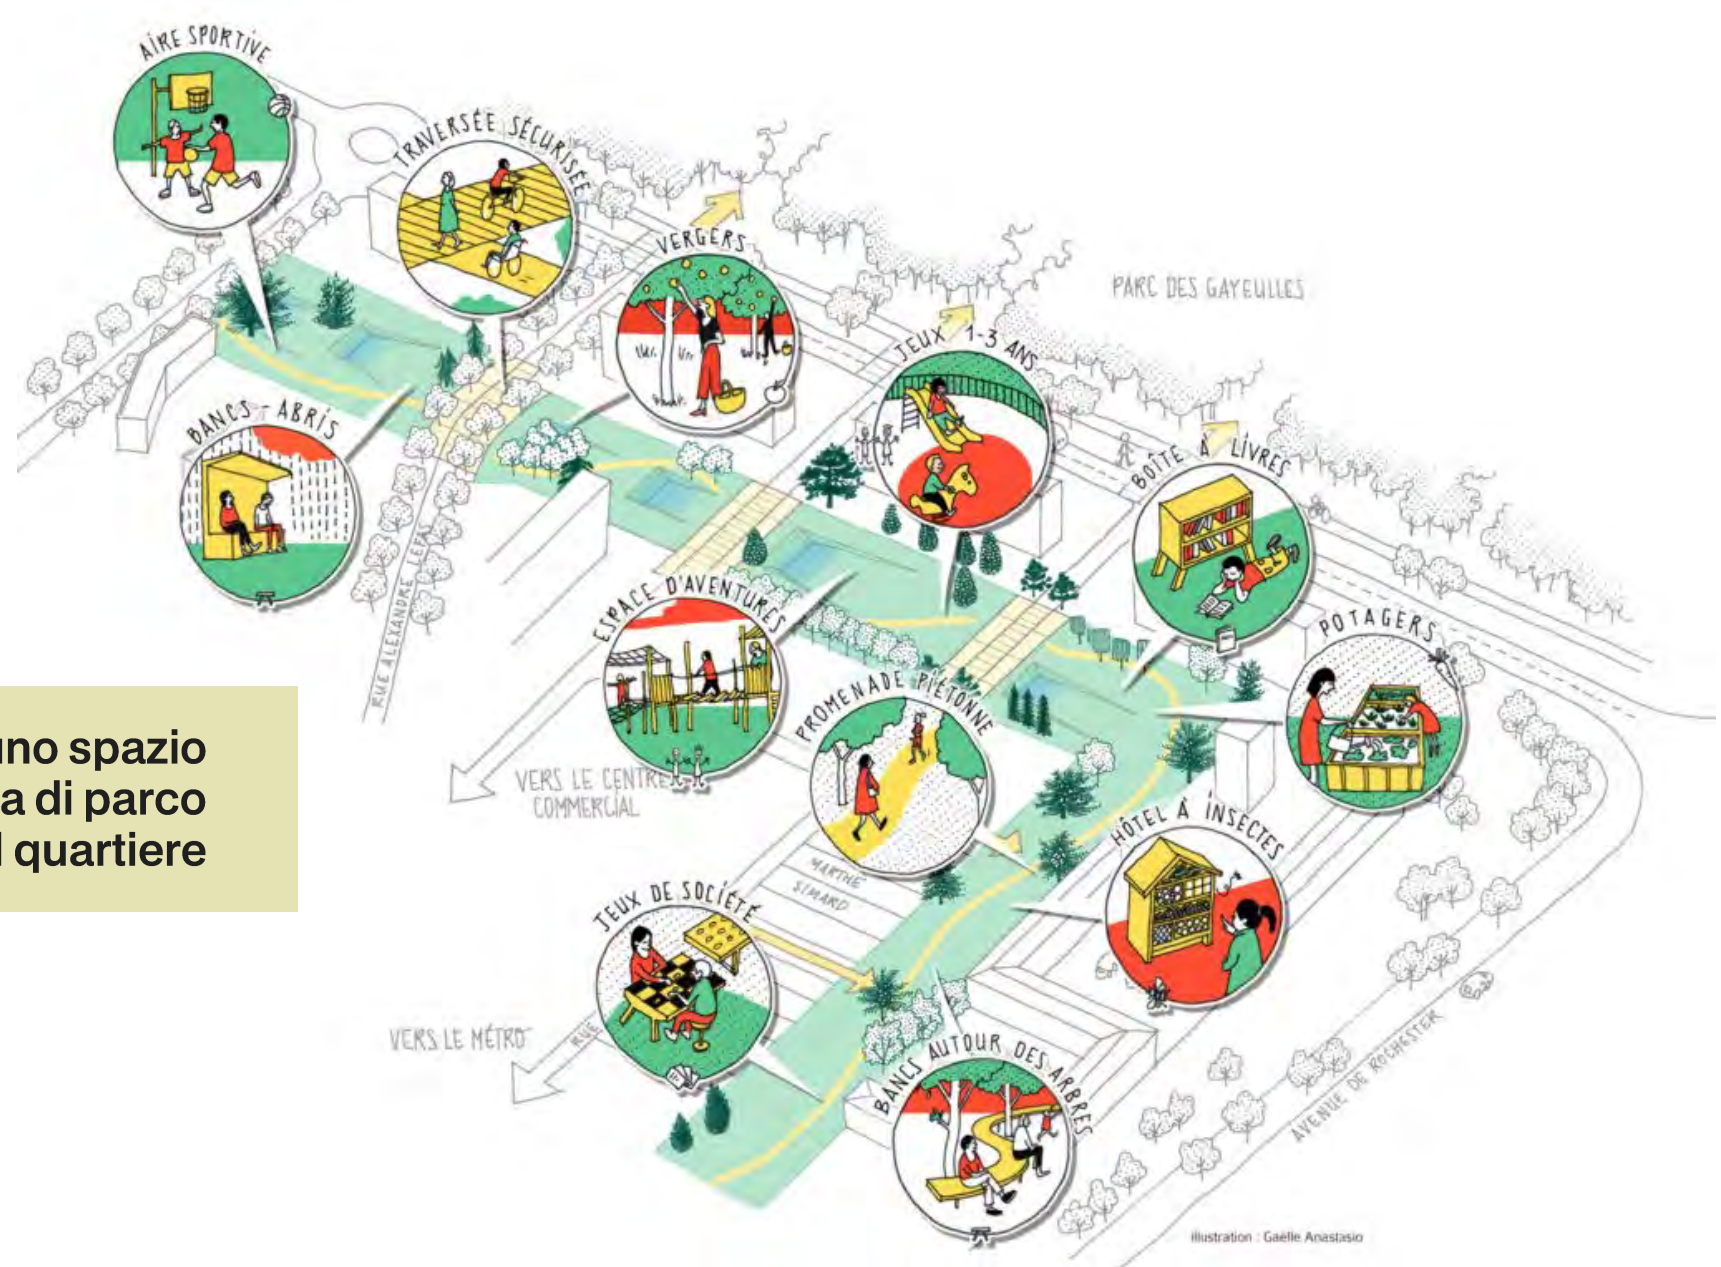 AIRE SPORTIVE
TRAVERSÉE SÉCURISÉE
VERGERS
PARC DES GAYEULLES
JEUX 1-3 ANS
BANCS-ABRIS
BOÎTE À LIVRES
RUE ALEXANDRE LEFA
ESPACE D'AVENTURES
POTAGERS
PROMENADE PIÉTONNE
uno spazio
a di parco
l quartiere
VERS LE CENTRE
COMMERCIAL
HÔTEL À INSECTES
MARTHE
SIMARD
JEUX DE SOCIÉTÉ
VERS LE MÉTRO
RUE
BANCS AUTOUR DES ARBRES
AVENUE DE ROCHESTER
illustration : Gaëlle Anastasio